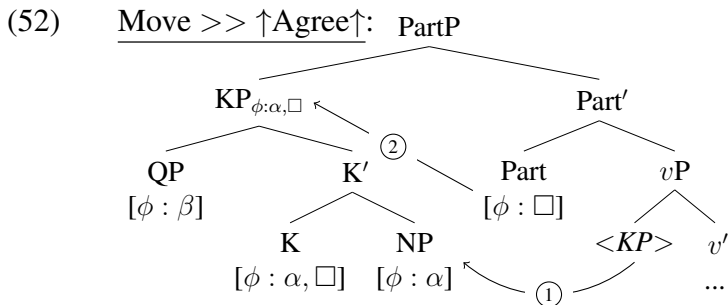 (52) Move >> ↑Agree↑: PartP
KPϕ:α,□ Part′
②
QP K′ Part vP
[ϕ : β] [ϕ : □]
K NP <KP> v′
[ϕ : α, □] [ϕ : α] ① ...